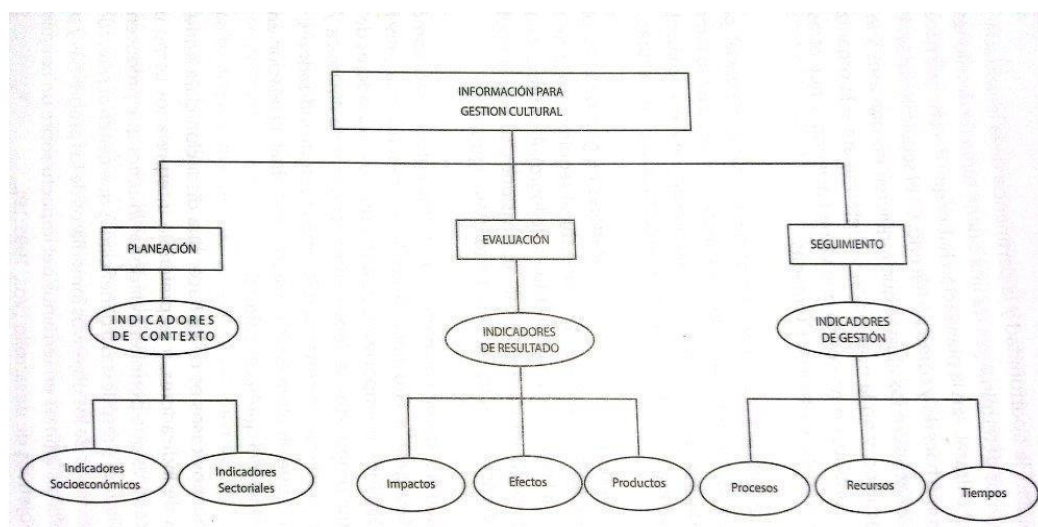 INFORMACIÓN PARA
GESTION CULTURAL
PLANEACIÓN
EVALUACIÓN
SEGUIMIENTO
INDICADORES
DE CONTEXTO
INDICADORES
DE RESULTADO
INDICADORES
DE GESTIÓN
Indicadores
Socioeconómicos
Indicadores
Sectoriales
Impactos
Efectos
Productos
Procesos
Recursos
Tiempos